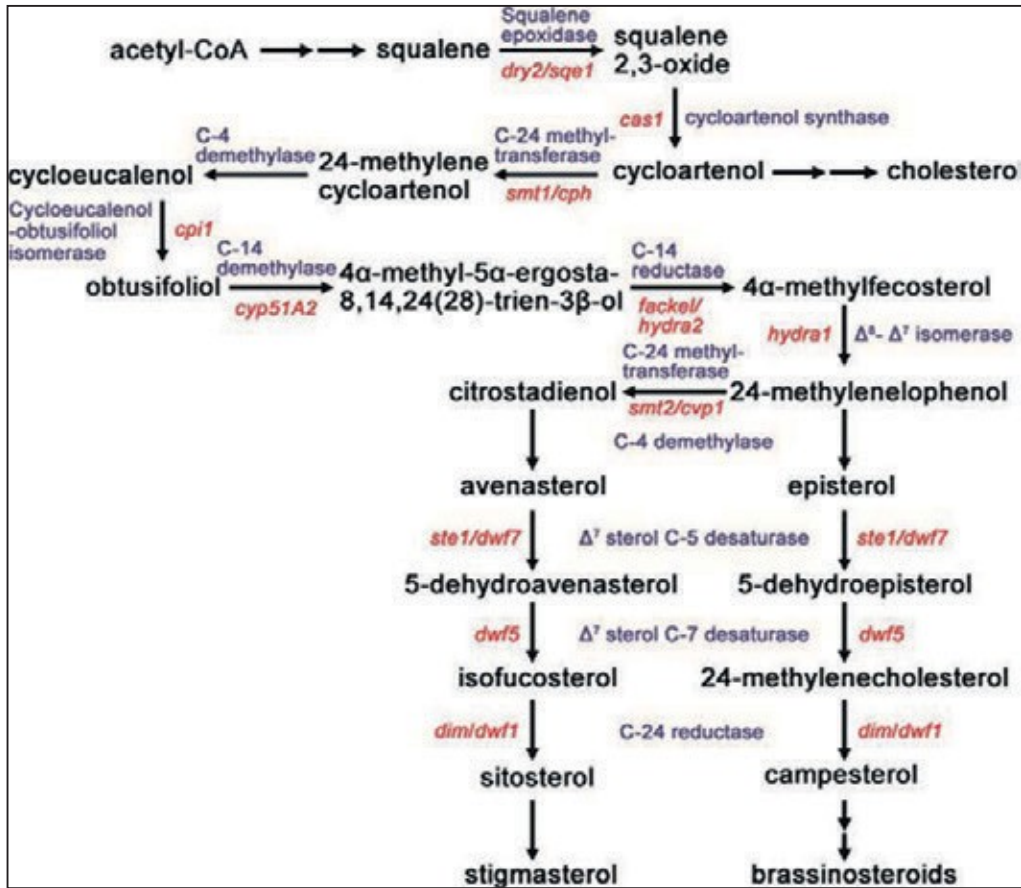 acetyl-CoA
squalene
Squalene
epoxidase
dry2/sqe1
squalene
2,3-oxide
cas1
cycloartenol synthase
cycloeucalenol
C-4
demethylase
24-methylene
cycloartenol
C-24 methyl-
transferase
smt1/cph
cycloartenol
cholesterol
Cycloeucalenol
-obtusifoliol
isomerase
cpi1
obtusifoliol
C-14
demethylase
cyp51A2
4α-methyl-5α-ergosta-
8,14,24(28)-trien-3β-ol
C-14
reductase
fackel/
hydra2
4α-methylfecosterol
hydra1
Δ⁸- Δ⁷ isomerase
citrostadienol
C-24 methyl-
transferase
smt2/cvp1
24-methylenelophenol
C-4 demethylase
avenasterol
episterol
ste1/dwf7
Δ⁷ sterol C-5 desaturase
ste1/dwf7
5-dehydroavenasterol
5-dehydroepisterol
dwf5
Δ⁷ sterol C-7 desaturase
dwf5
isofucosterol
24-methylenecholesterol
dim/dwf1
C-24 reductase
dim/dwf1
sitosterol
campesterol
stigmasterol
brassinosteroids